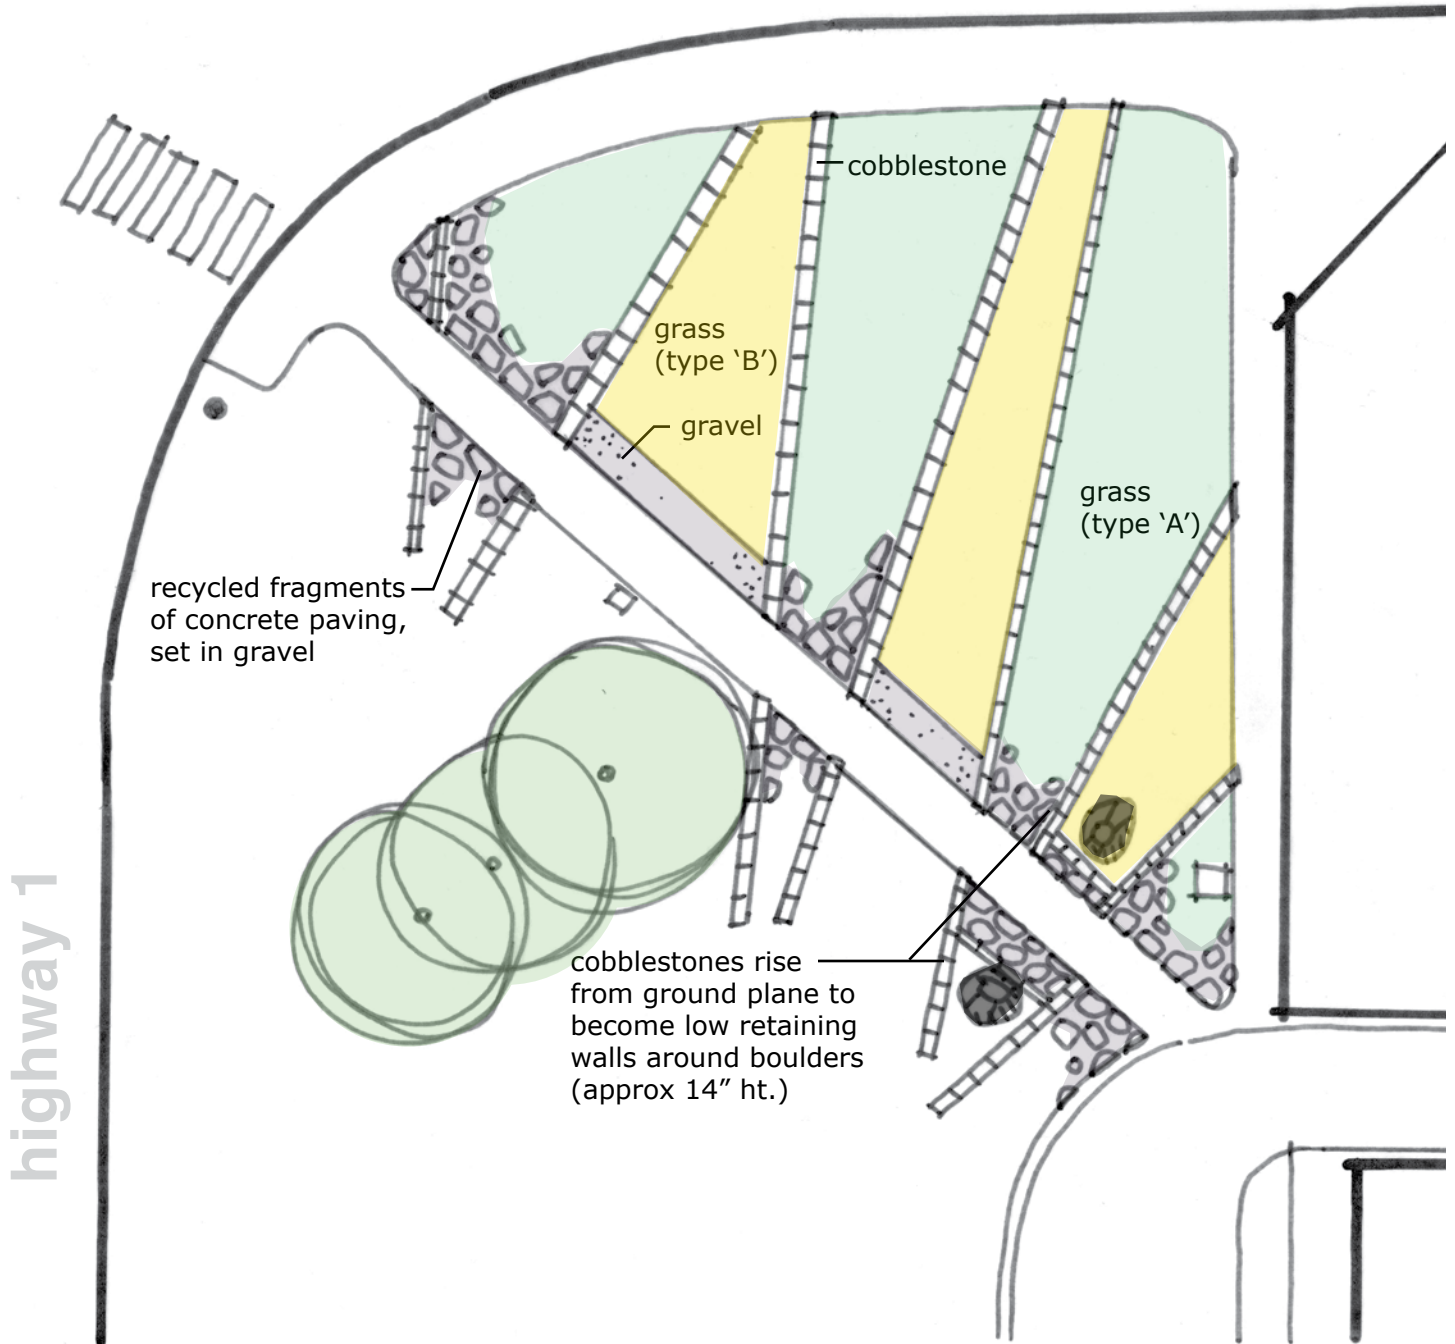 cobblestone
grass
(type ‘B’)
gravel
grass
(type ‘A’)
recycled fragments
of concrete paving,
set in gravel
cobblestones rise
from ground plane to
become low retaining
walls around boulders
(approx 14” ht.)
highway 1